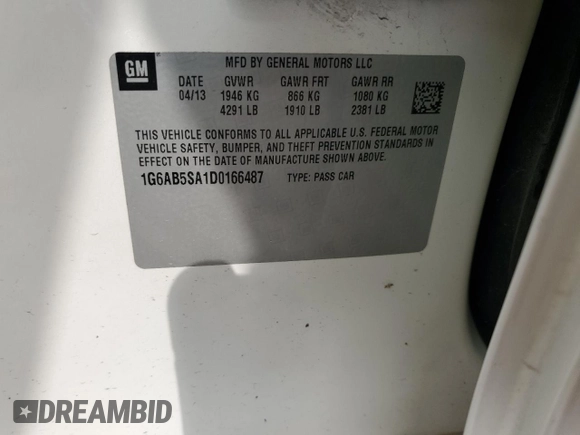 GM
MFD BY GENERAL MOTORS LLC
DATE GVWR GAWR FRT GAWR RR
04/13 1946 KG 866 KG 1080 KG
4291 LB 1910 LB 2381 LB
THIS VEHICLE CONFORMS TO ALL APPLICABLE U.S. FEDERAL MOTOR
VEHICLE SAFETY, BUMPER, AND THEFT PREVENTION STANDARDS
IN EFFECT ON THE DATE OF MANUFACTURE SHOWN ABOVE.
1G6AB5SA1D0166487 TYPE: PASS CAR
DREAMBID